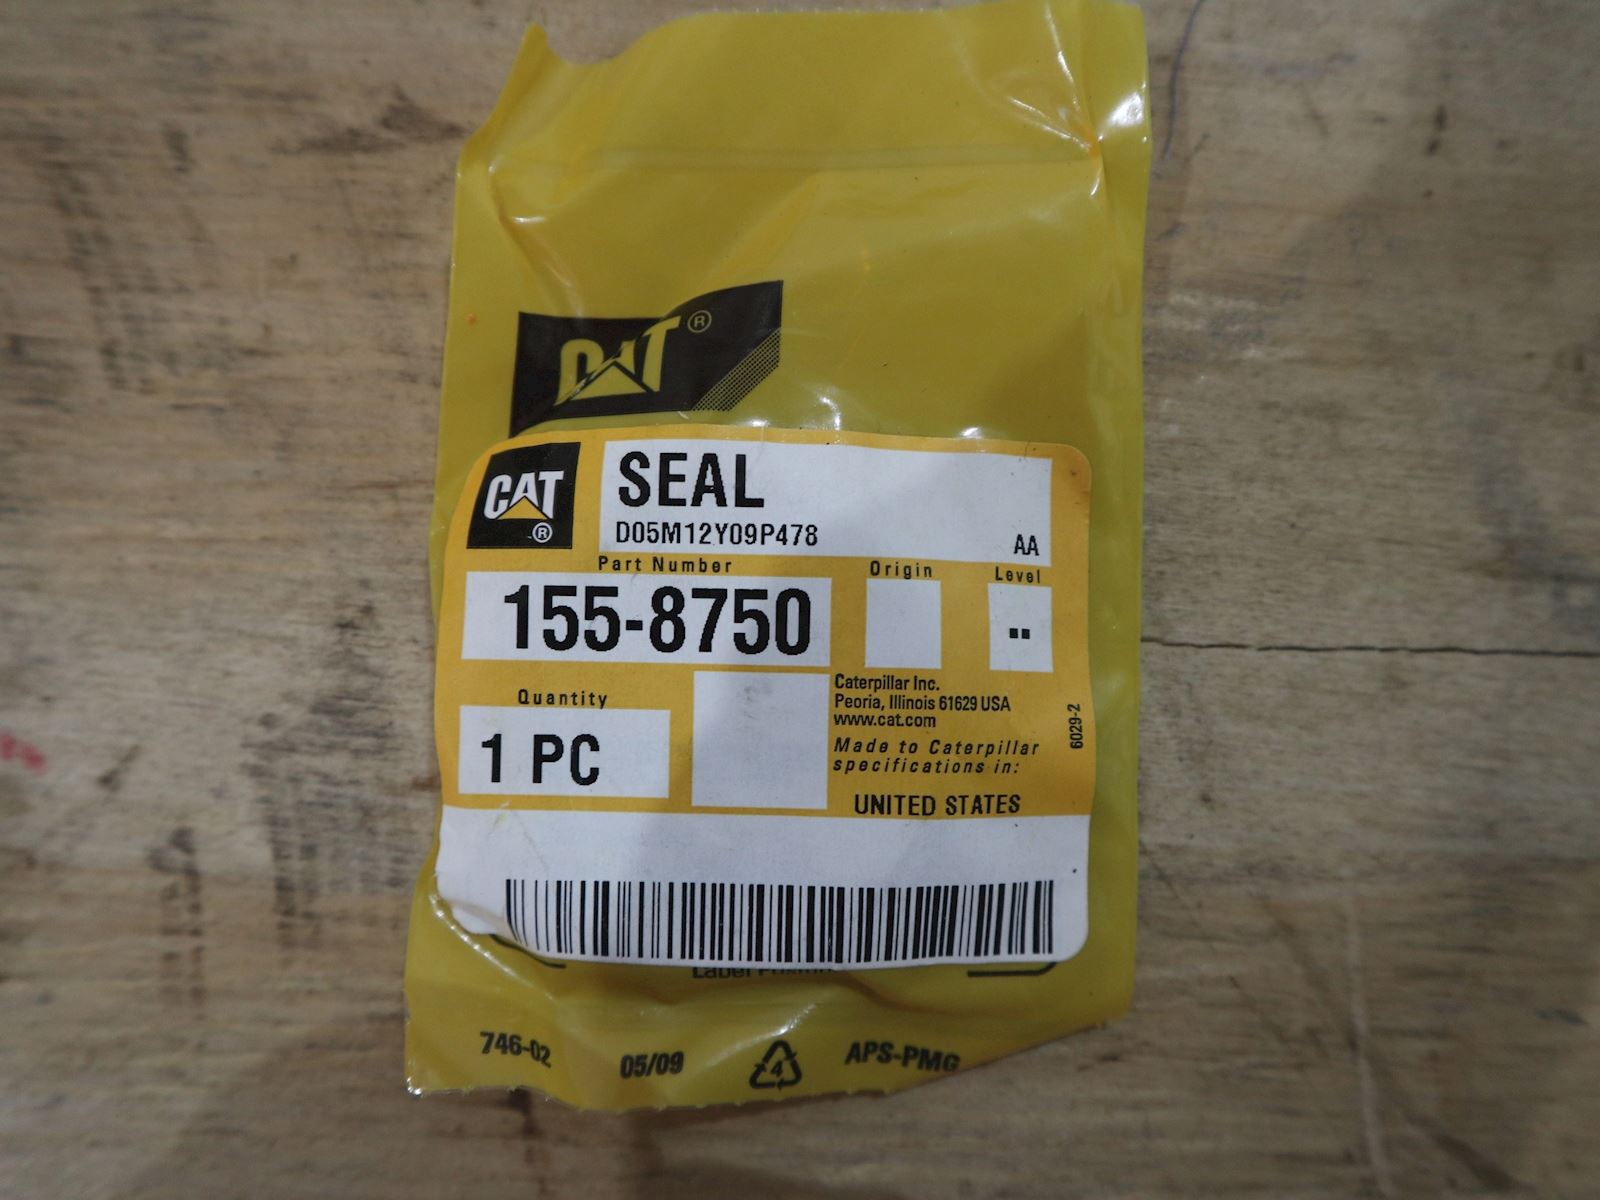 CAT ®
CAT ®
SEAL
D05M12Y09P478 AA
Part Number Origin Level
155-8750 --
Quantity
1 PC
Caterpillar Inc.
Peoria, Illinois 61629 USA
www.cat.com
Made to Caterpillar
specifications in:
UNITED STATES
6029-2
Label
746-02 05/09 4 APS-PMG